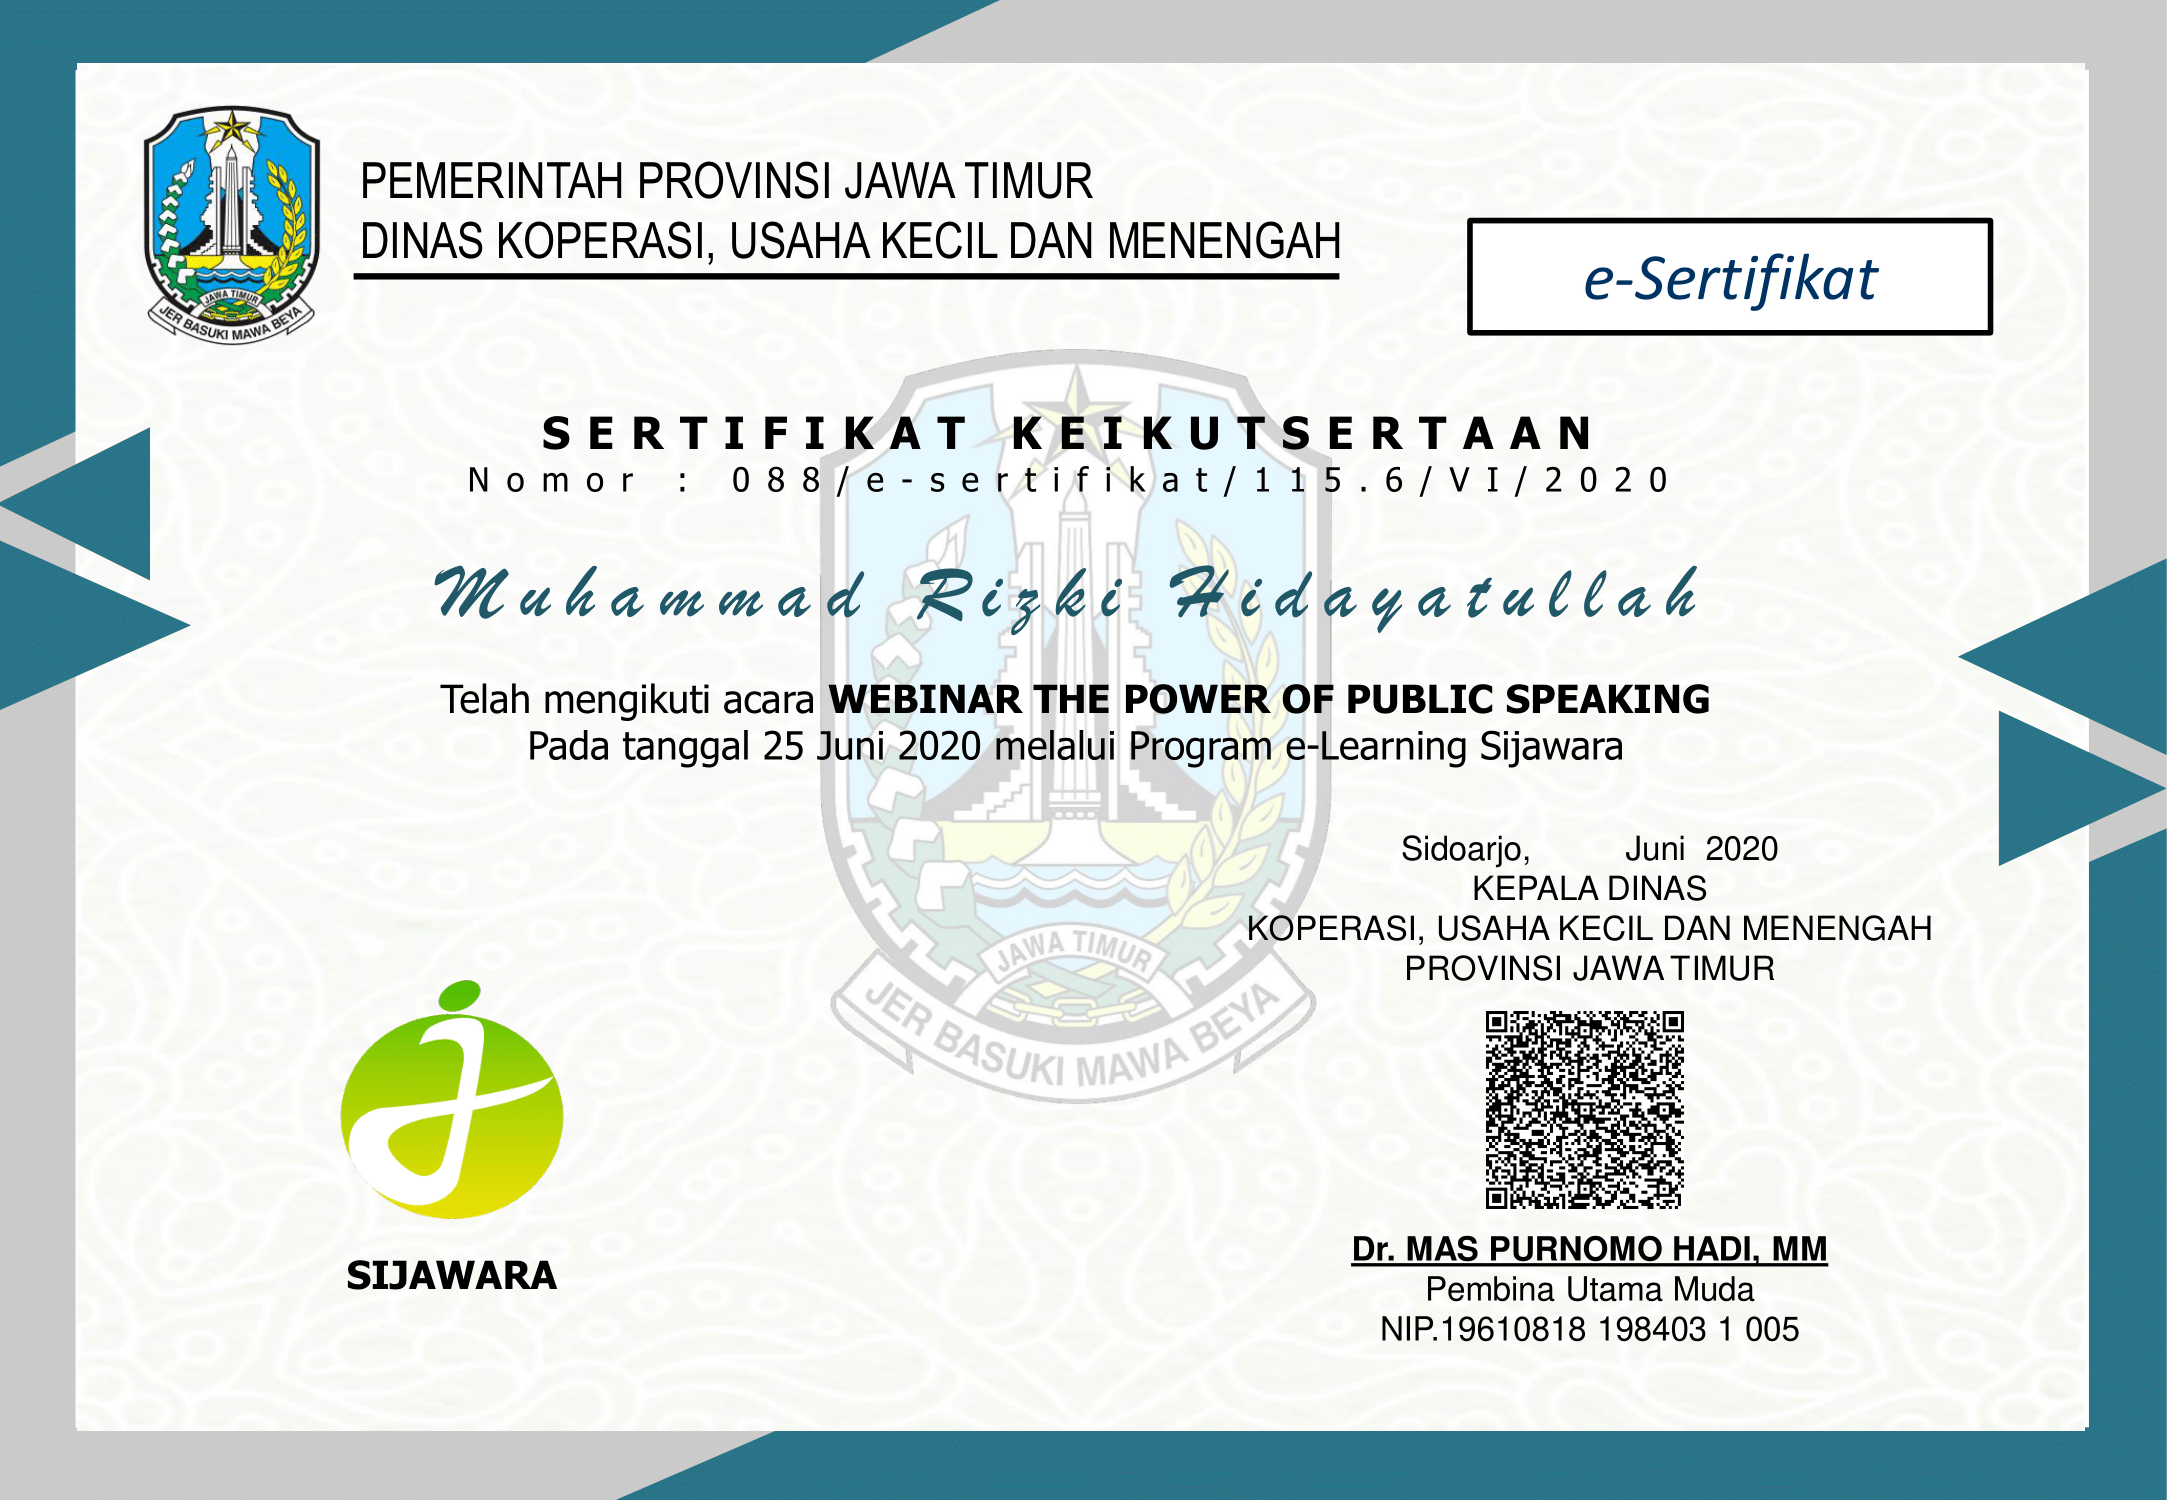 PEMERINTAH PROVINSI JAWA TIMUR
DINAS KOPERASI, USAHA KECIL DAN MENENGAH
JAWA TIMUR
JER BASUKI MAWA BEYA
e-Sertifikat
SERTIFIKAT KEIKUTSERTAAN
Nomor : 088/e-sertifikat/115.6/VI/2020
Muhammad Rizki Hidayatullah
Telah mengikuti acara WEBINAR THE POWER OF PUBLIC SPEAKING
Pada tanggal 25 Juni 2020 melalui Program e-Learning Sijawara
Sidoarjo, Juni 2020
KEPALA DINAS
KOPERASI, USAHA KECIL DAN MENENGAH
PROVINSI JAWA TIMUR
JAWA TIMUR
JER BASUKI MAWA BEYA
SIJAWARA
Dr. MAS PURNOMO HADI, MM
Pembina Utama Muda
NIP.19610818 198403 1 005